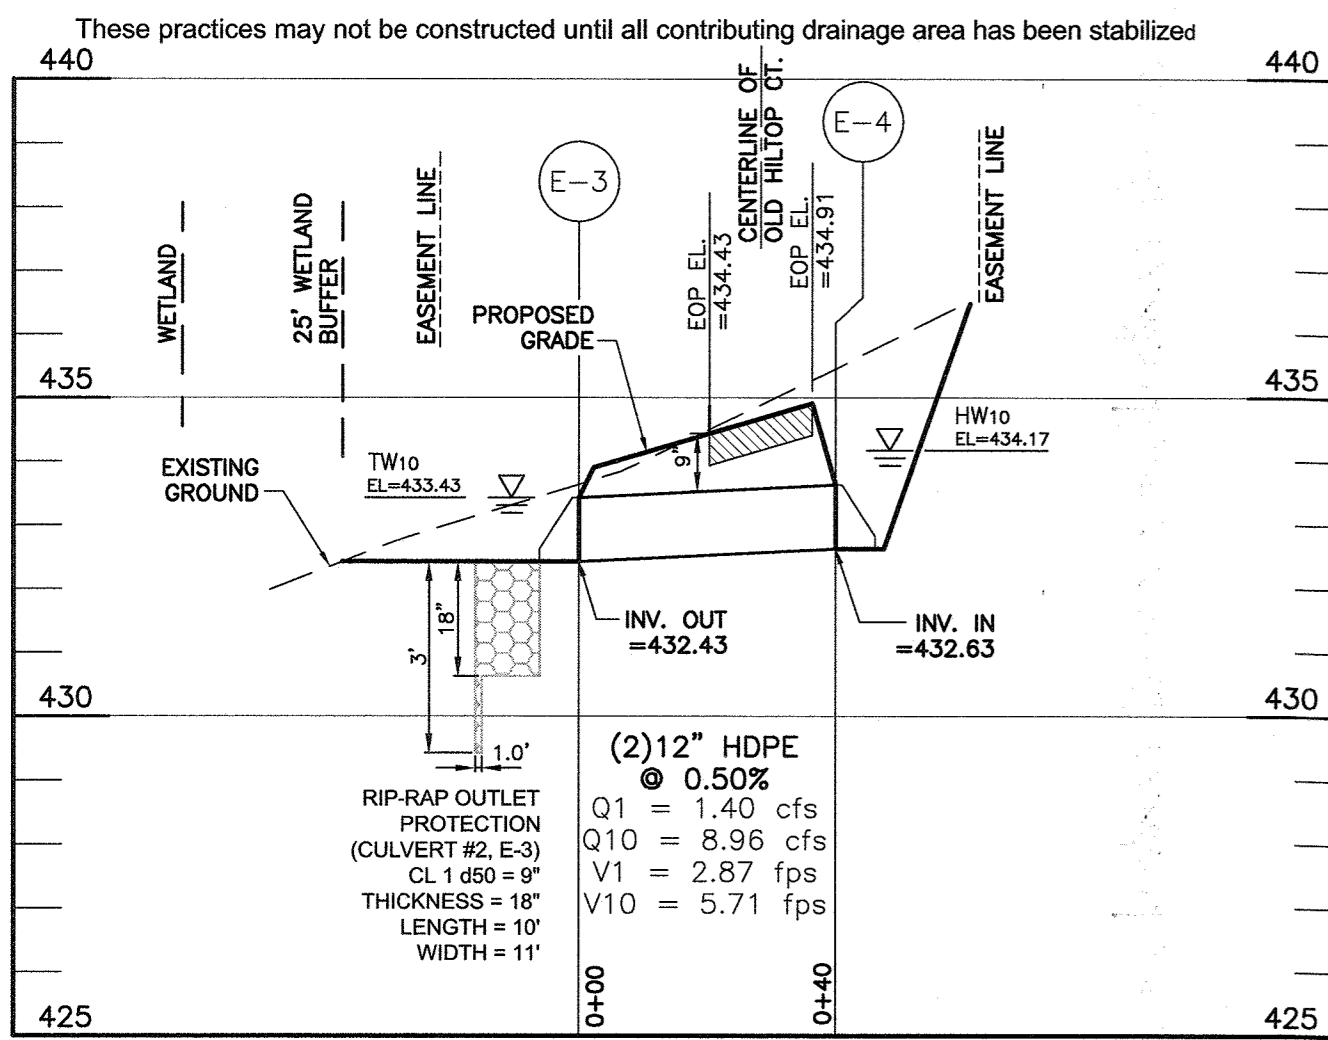 These practices may not be constructed until all contributing drainage area has been stabilized
440
440
WETLAND
25' WETLAND
BUFFER
EASEMENT LINE
E-3
EOP EL.
=434.43
CENTERLINE OF
OLD HILTOP CT.
EOP EL.
=434.91
E-4
EASEMENT LINE
PROPOSED
GRADE
435
435
HW10
EL=434.17
EXISTING
GROUND
TW10
EL=433.43
9"
INV. OUT
=432.43
INV. IN
=432.63
18"
3'
430
430
1.0'
(2)12" HDPE
@ 0.50%
Q1 = 1.40 cfs
Q10 = 8.96 cfs
V1 = 2.87 fps
V10 = 5.71 fps
RIP-RAP OUTLET
PROTECTION
(CULVERT #2, E-3)
CL 1 d50 = 9"
THICKNESS = 18"
LENGTH = 10'
WIDTH = 11'
0+00
0+40
425
425